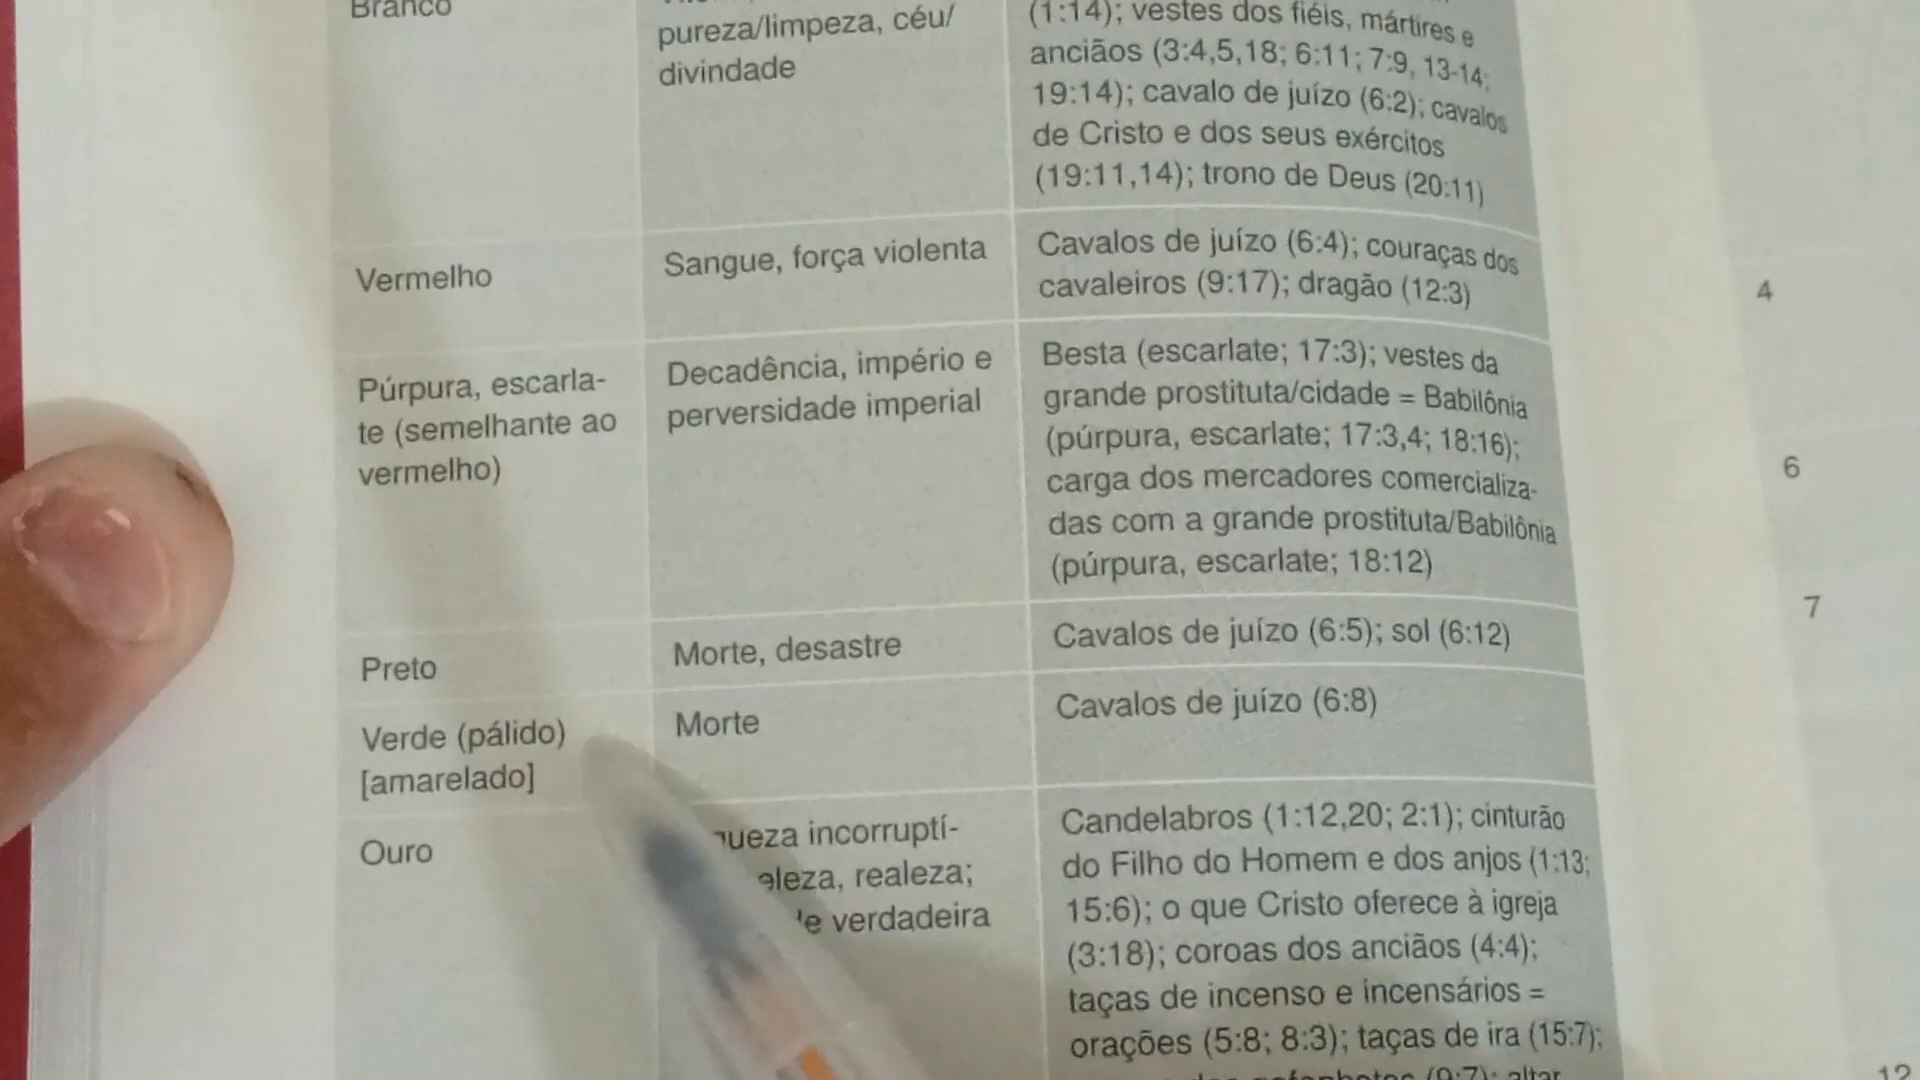 Branco
pureza/limpeza, céu/
divindade
(1:14); vestes dos fiéis, mártires e
anciãos (3:4,5,18; 6:11; 7:9, 13-14;
19:14); cavalo de juízo (6:2); cavalos
de Cristo e dos seus exércitos
(19:11,14); trono de Deus (20:11)
Vermelho
Sangue, força violenta
Cavalos de juízo (6:4); couraças dos
cavaleiros (9:17); dragão (12:3)
Púrpura, escarla-
te (semelhante ao
vermelho)
Decadência, império e
perversidade imperial
Besta (escarlate; 17:3); vestes da
grande prostituta/cidade = Babilônia
(púrpura, escarlate; 17:3,4; 18:16);
carga dos mercadores comercializa-
das com a grande prostituta/Babilônia
(púrpura, escarlate; 18:12)
Preto
Morte, desastre
Cavalos de juízo (6:5); sol (6:12)
Verde (pálido)
[amarelado]
Morte
Cavalos de juízo (6:8)
Ouro
incorruptí-
realeza;
verdadeira
Candelabros (1:12,20; 2:1); cinturão
do Filho do Homem e dos anjos (1:13;
15:6); o que Cristo oferece à igreja
(3:18); coroas dos anciãos (4:4);
taças de incenso e incensários =
orações (5:8; 8:3); taças de ira (15:7);
(9:7); altar
4
6
7
12